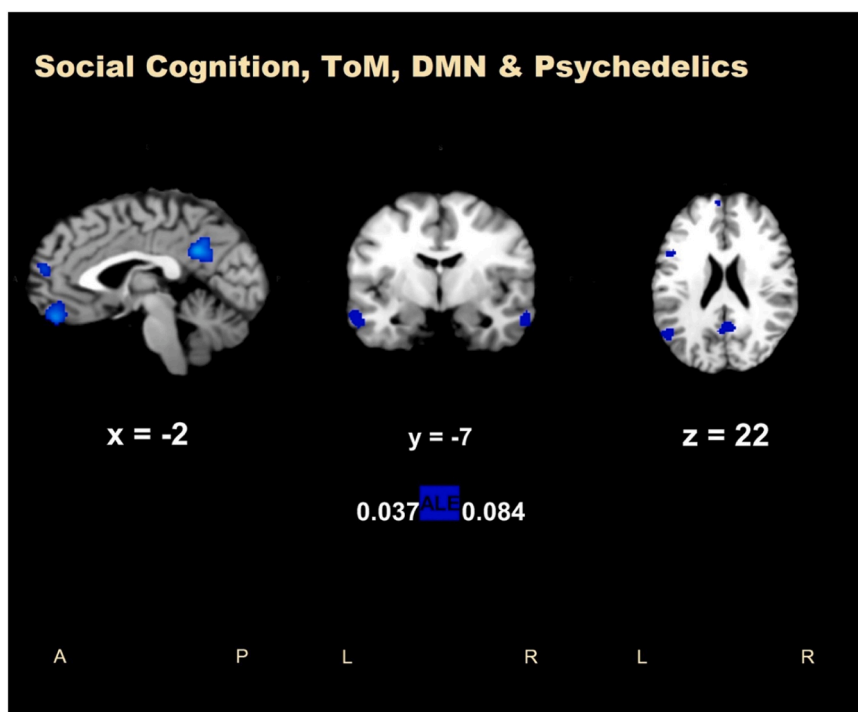 Social Cognition, ToM, DMN & Psychedelics
x = -2
y = -7
z = 22
0.037 ALE 0.084
A P L R L R